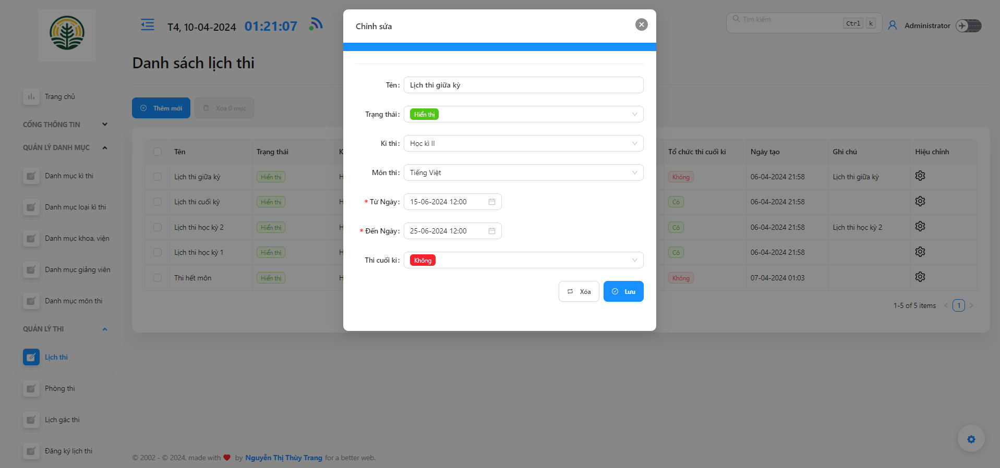 T4, 10-04-2024 01:21:07
Tìm kiếm Ctrl k
Administrator
Danh sách lịch thi
Thêm mới
Xóa 0 mục
Trang chủ
CỔNG THÔNG TIN
QUẢN LÝ DANH MỤC
Danh mục kì thi
Danh mục loại kì thi
Danh mục khoa, viện
Danh mục giảng viên
Danh mục môn thi
QUẢN LÝ THI
Lịch thi
Phòng thi
Lịch gác thi
Đăng ký lịch thi
Tên Trạng thái K Tổ chức thi cuối kì Ngày tạo Ghi chú Hiệu chỉnh
Lịch thi giữa kỳ Hiển thị H Không 06-04-2024 21:58 Lịch thi giữa kỳ
Lịch thi cuối kỳ Hiển thị H Có 06-04-2024 21:58
Lịch thi học kỳ 2 Hiển thị H Có 06-04-2024 21:58 Lịch thi học kỳ 2
Lịch thi học kỳ 1 Hiển thị H Có 06-04-2024 21:58
Thi hết môn Hiển thị H Không 07-04-2024 01:03
1-5 of 5 items < 1 >
Chỉnh sửa
Tên: Lịch thi giữa kỳ
Trạng thái: Hiển thị
Kì thi: Học kì II
Môn thi: Tiếng Việt
* Từ Ngày: 15-06-2024 12:00
* Đến Ngày: 25-06-2024 12:00
Thi cuối kì: Không
Xóa
Lưu
© 2002 - © 2024, made with ❤ by Nguyễn Thị Thùy Trang for a better web.